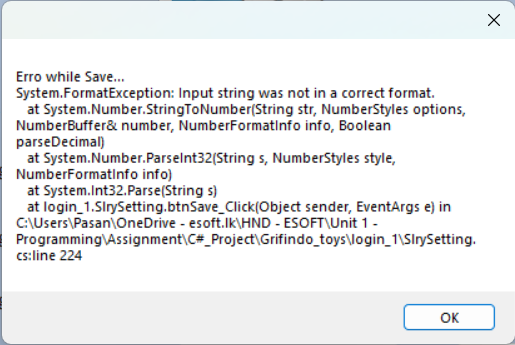 Erro while Save...
System.FormatException: Input string was not in a correct format.
at System.Number.StringToNumber(String str, NumberStyles options,
NumberBuffer& number, NumberFormatInfo info, Boolean
parseDecimal)
at System.Number.ParseInt32(String s, NumberStyles style,
NumberFormatInfo info)
at System.Int32.Parse(String s)
at login_1.SlrySetting.btnSave_Click(Object sender, EventArgs e) in
C:\Users\Pasan\OneDrive - esoft.lk\HND - ESOFT\Unit 1 -
Programming\Assignment\C#_Project\Grifindo_toys\login_1\SlrySetting.
cs:line 224
OK